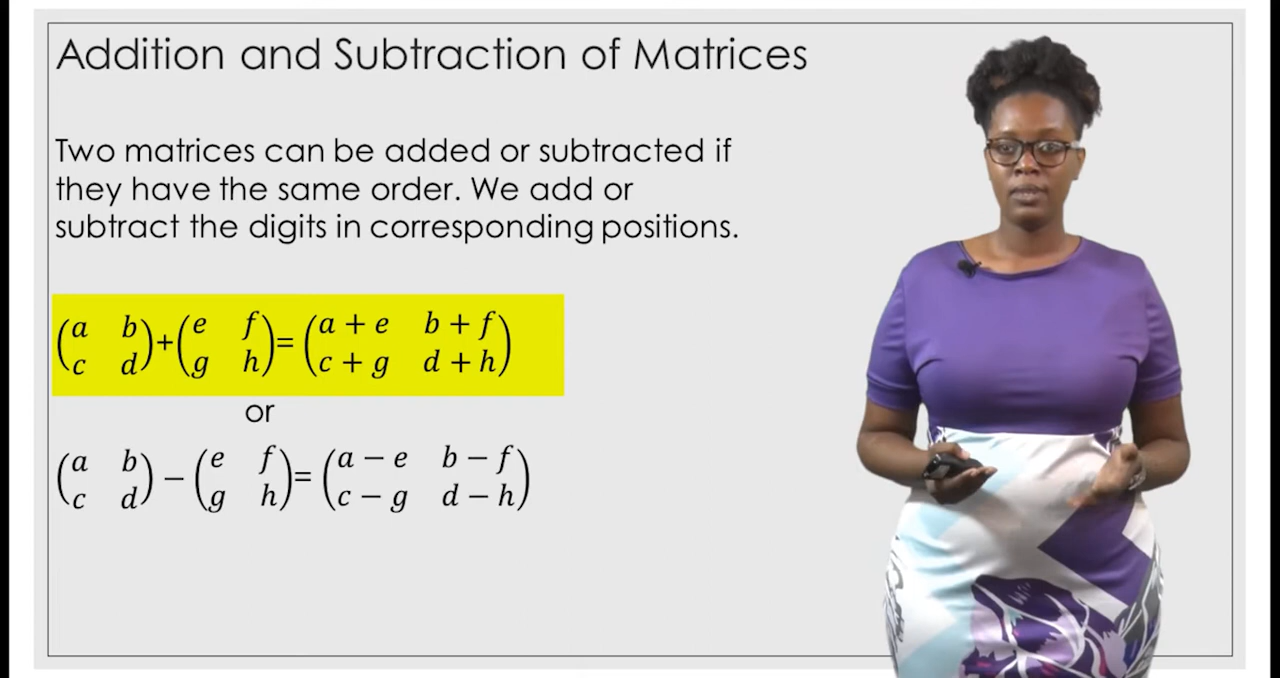 Addition and Subtraction of Matrices
Two matrices can be added or subtracted if
they have the same order. We add or
subtract the digits in corresponding positions.
(a b)+(e f)= (a + e b + f)
(c d) (g h) (c + g d + h)
or
(a b) − (e f)= (a − e b − f)
(c d) (g h) (c − g d − h)